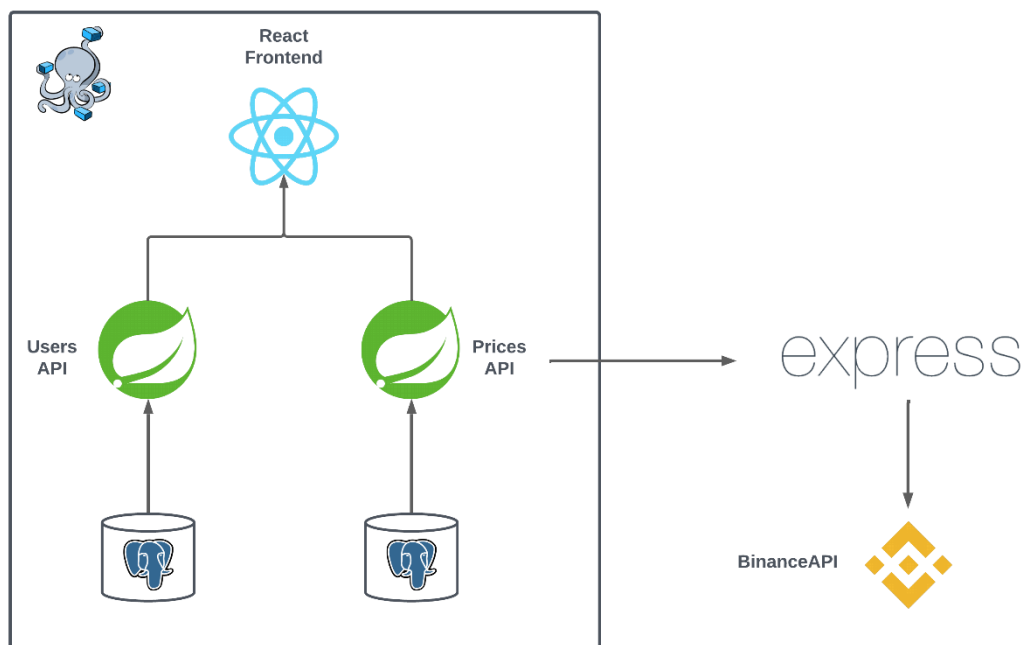 React
Frontend
Users
API
Prices
API
express
BinanceAPI